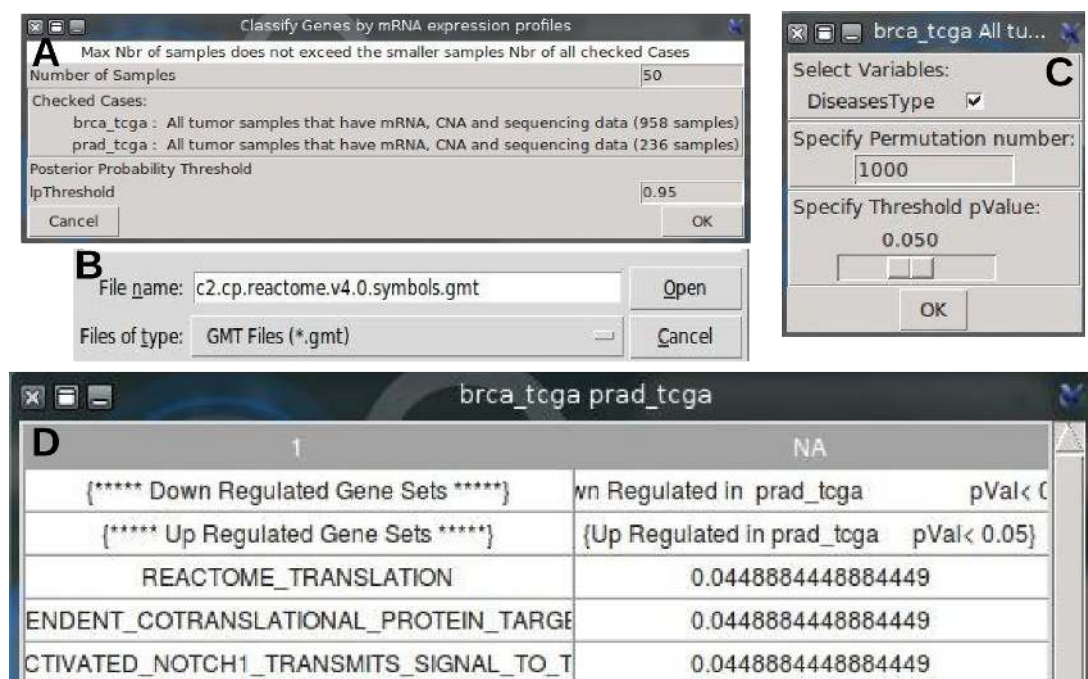 A
Classify Genes by mRNA expression profiles
Max Nbr of samples does not exceed the smaller samples Nbr of all checked Cases
Number of Samples 50
Checked Cases:
brca_tcga : All tumor samples that have mRNA, CNA and sequencing data (958 samples)
prad_tcga : All tumor samples that have mRNA, CNA and sequencing data (236 samples)
Posterior Probability Threshold
lpThreshold 0.95
Cancel OK
B
File name: c2.cp.reactome.v4.0.symbols.gmt Open
Files of type: GMT Files (*.gmt) Cancel
brca_tcga All tu...
C
Select Variables:
DiseasesType
Specify Permutation number:
1000
Specify Threshold pValue:
0.050
OK
brca_tcga prad_tcga
D
1 NA
{***** Down Regulated Gene Sets *****} wn Regulated in prad_tcga pVal< 0
{***** Up Regulated Gene Sets *****} {Up Regulated in prad_tcga pVal< 0.05}
REACTOME_TRANSLATION 0.0448884448884449
ENDENT_COTRANSLATIONAL_PROTEIN_TARGE 0.0448884448884449
CTIVATED_NOTCH1_TRANSMITS_SIGNAL_TO_T 0.0448884448884449